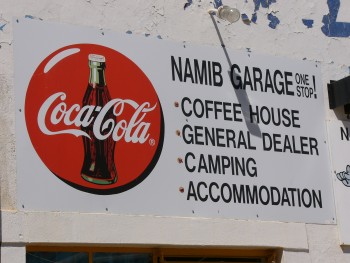 Coca-Cola ®
NAMIB GARAGE ONE STOP!
• COFFEE HOUSE
• GENERAL DEALER
• CAMPING
• ACCOMMODATION